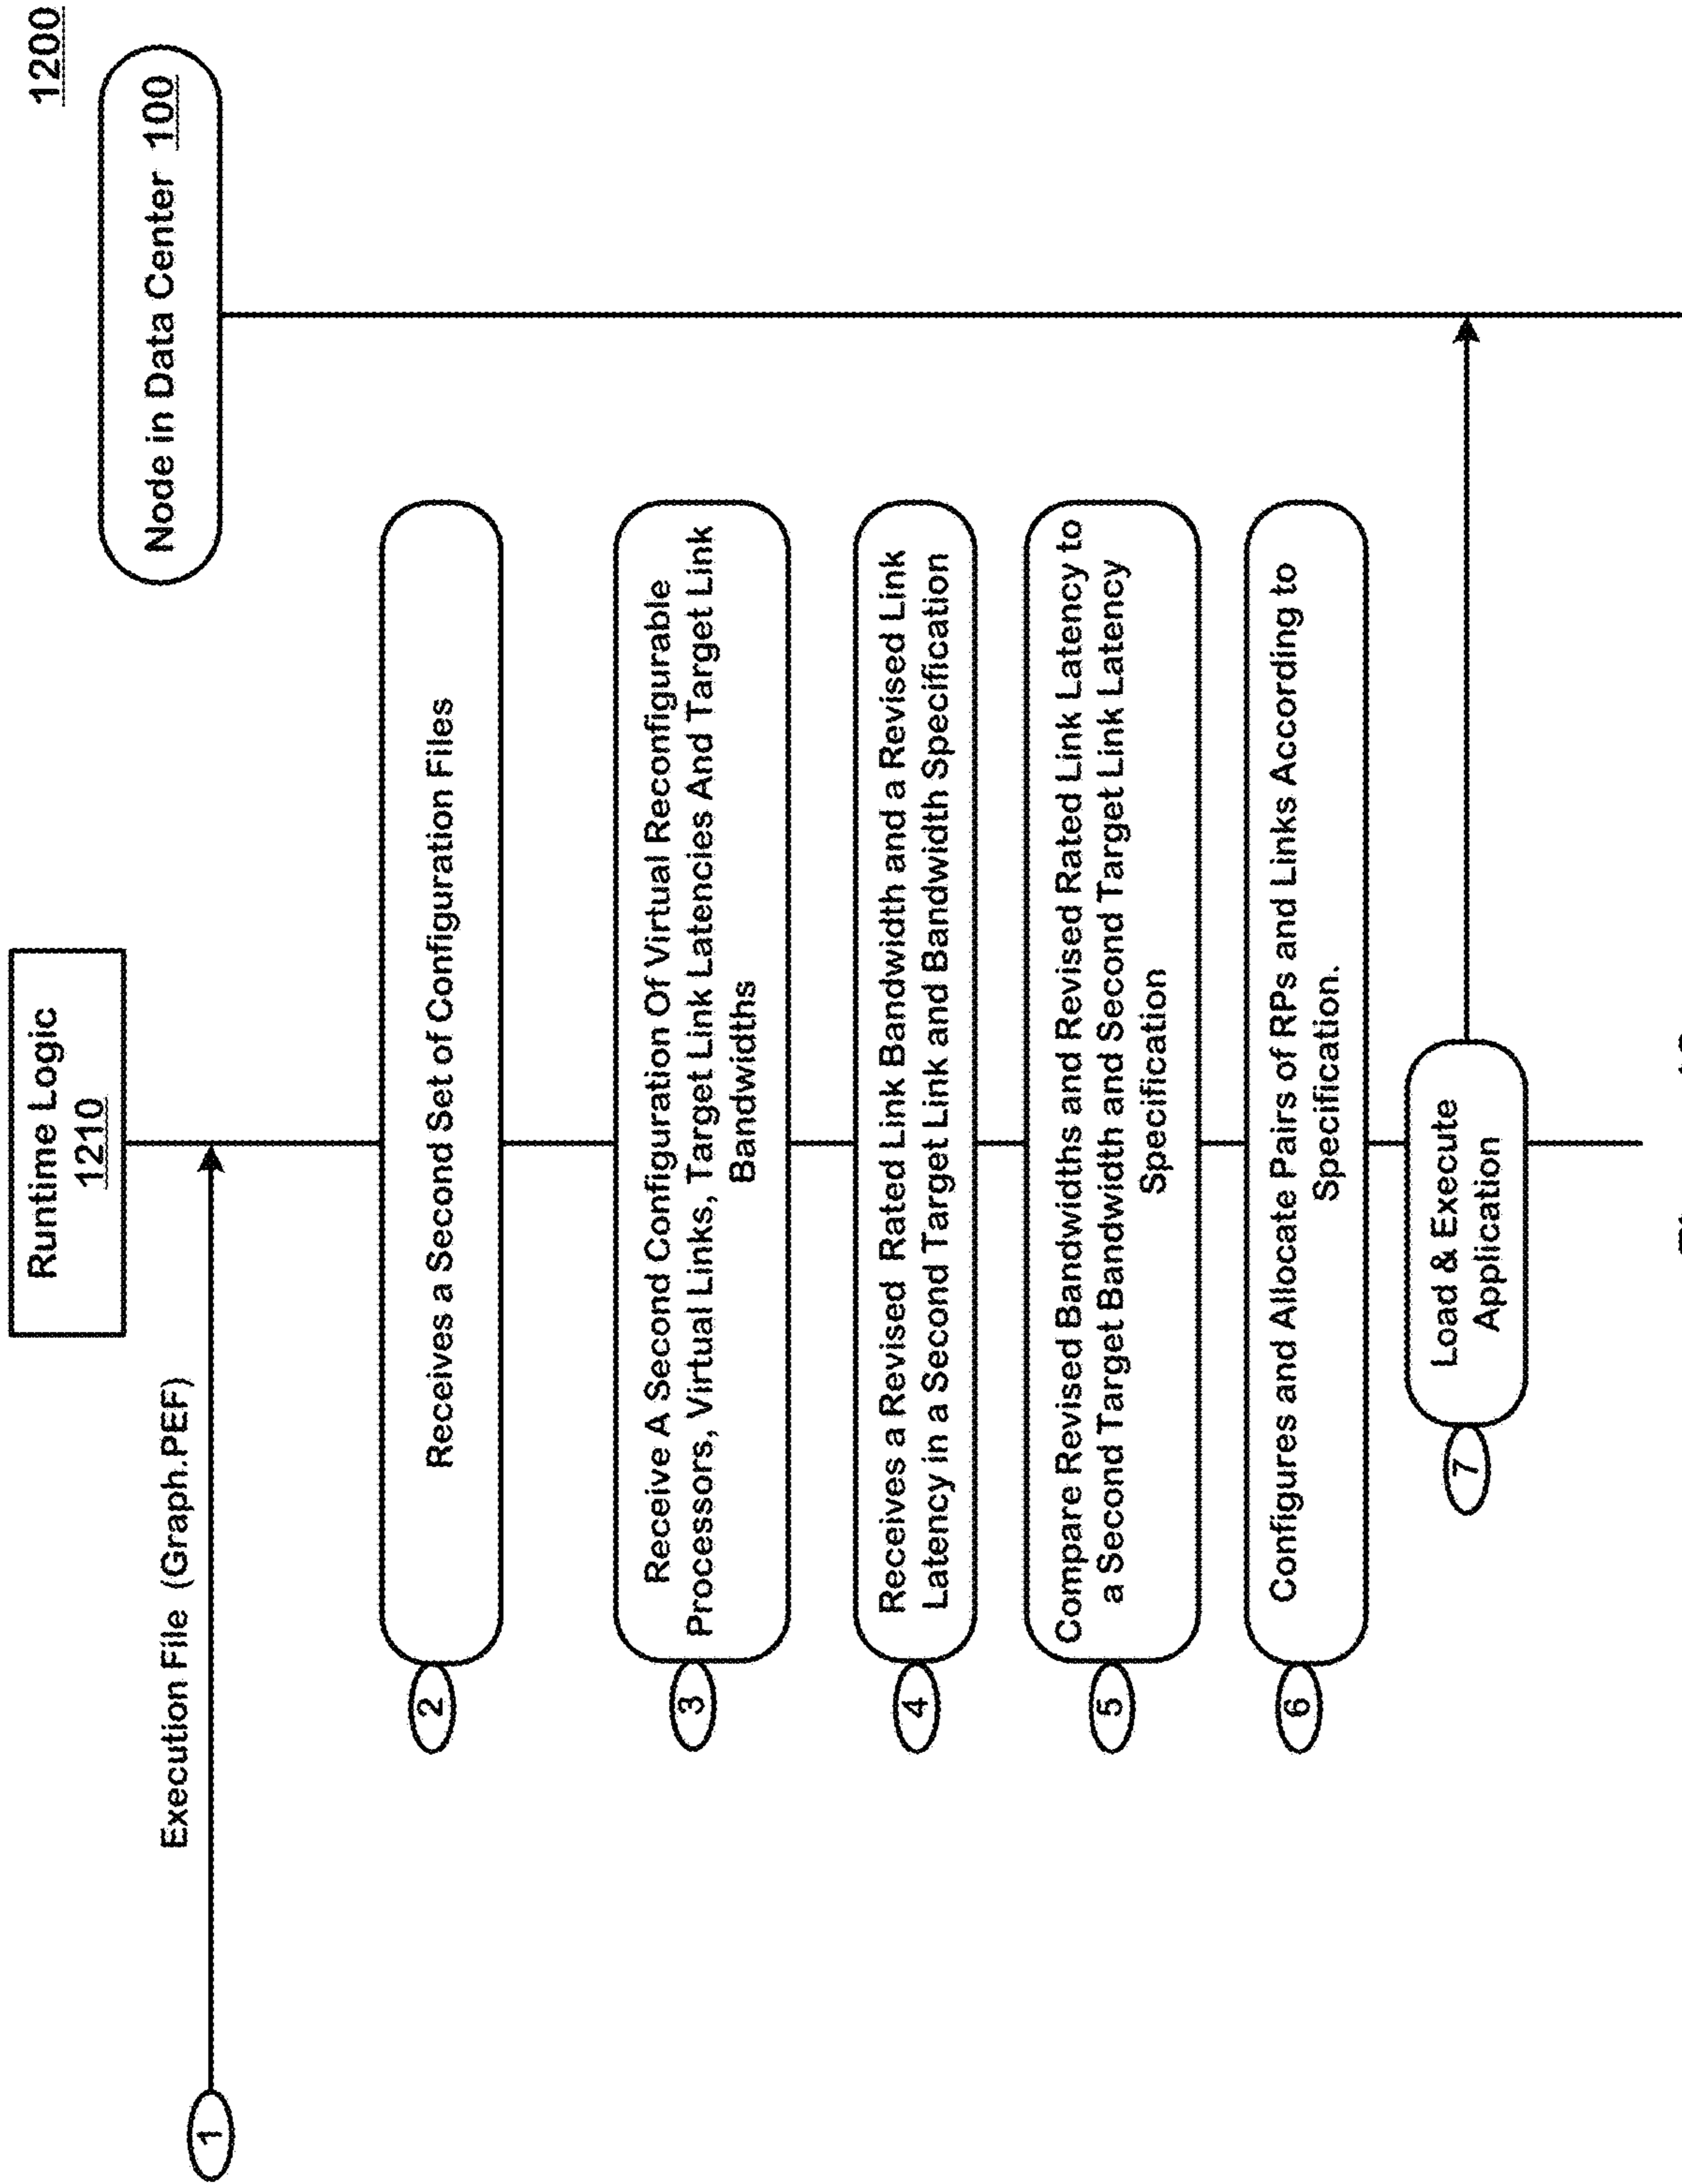 1200
Runtime Logic
1210
Node in Data Center 100
1
Execution File (Graph.PEF)
2
Receives a Second Set of Configuration Files
3
Receive A Second Configuration Of Virtual Reconfigurable
Processors, Virtual Links, Target Link Latencies And Target Link
Bandwidths
4
Receives a Revised Rated Link Bandwidth and a Revised Link
Latency in a Second Target Link and Bandwidth Specification
5
Compare Revised Bandwidths and Revised Rated Link Latency to
a Second Target Bandwidth and Second Target Link Latency
Specification
6
Configures and Allocate Pairs of RPs and Links According to
Specification.
7
Load & Execute
Application